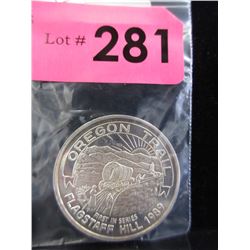 Lot # 281
OREGON TRAIL
FIRST IN SERIES
FLAGSTAFF HILL 1989